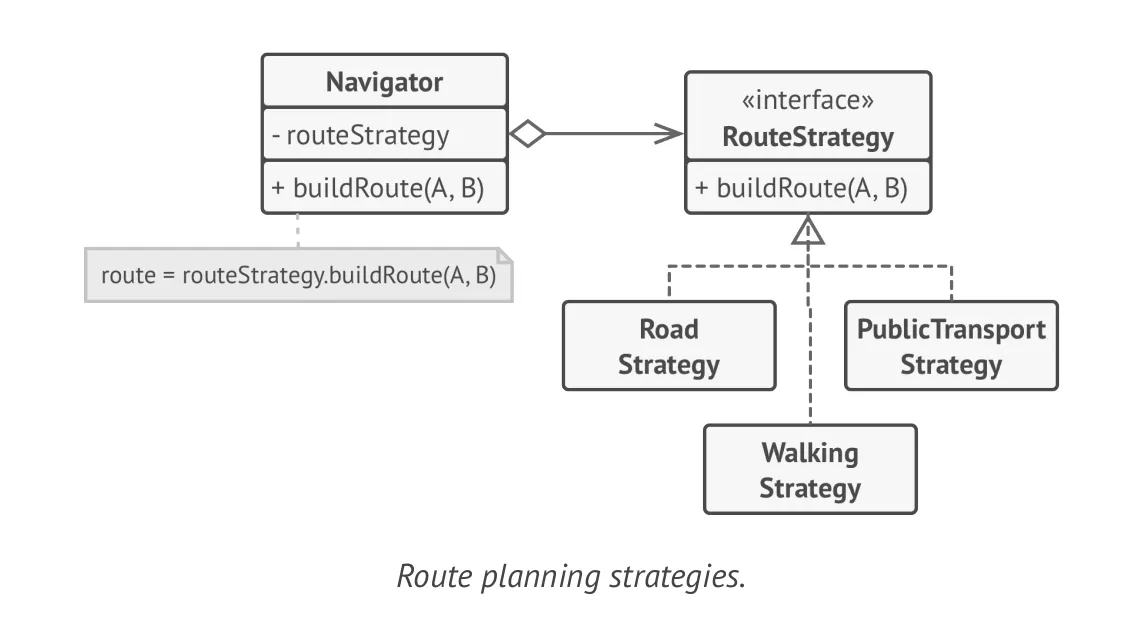 Navigator
- routeStrategy
+ buildRoute(A, B)
route = routeStrategy.buildRoute(A, B)
«interface»
RouteStrategy
+ buildRoute(A, B)
Road
Strategy
PublicTransport
Strategy
Walking
Strategy
Route planning strategies.